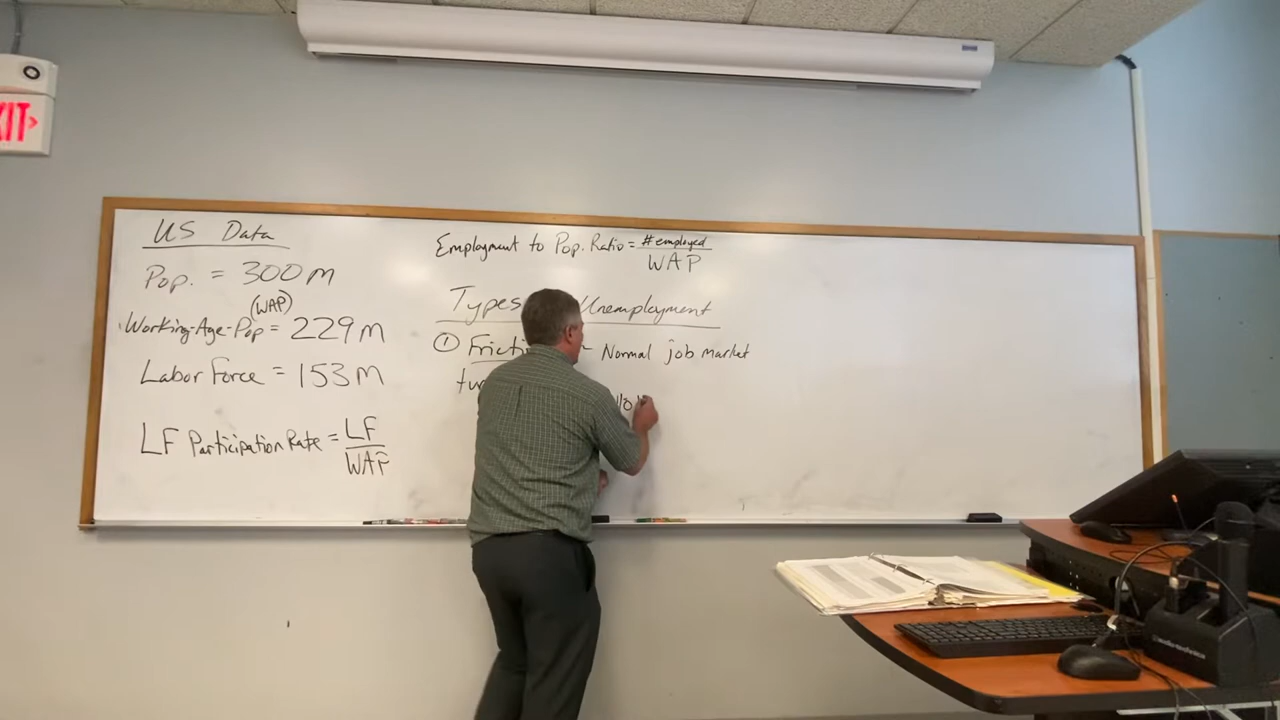 EXIT>
US Data
Pop. = 300m
(WAP)
Working-Age-Pop = 229m
Labor Force = 153m
LF Participation Rate = LF
WAP
Employment to Pop. Ratio = # employed
WAP
Types Unemployment
① Fricti - Normal job market